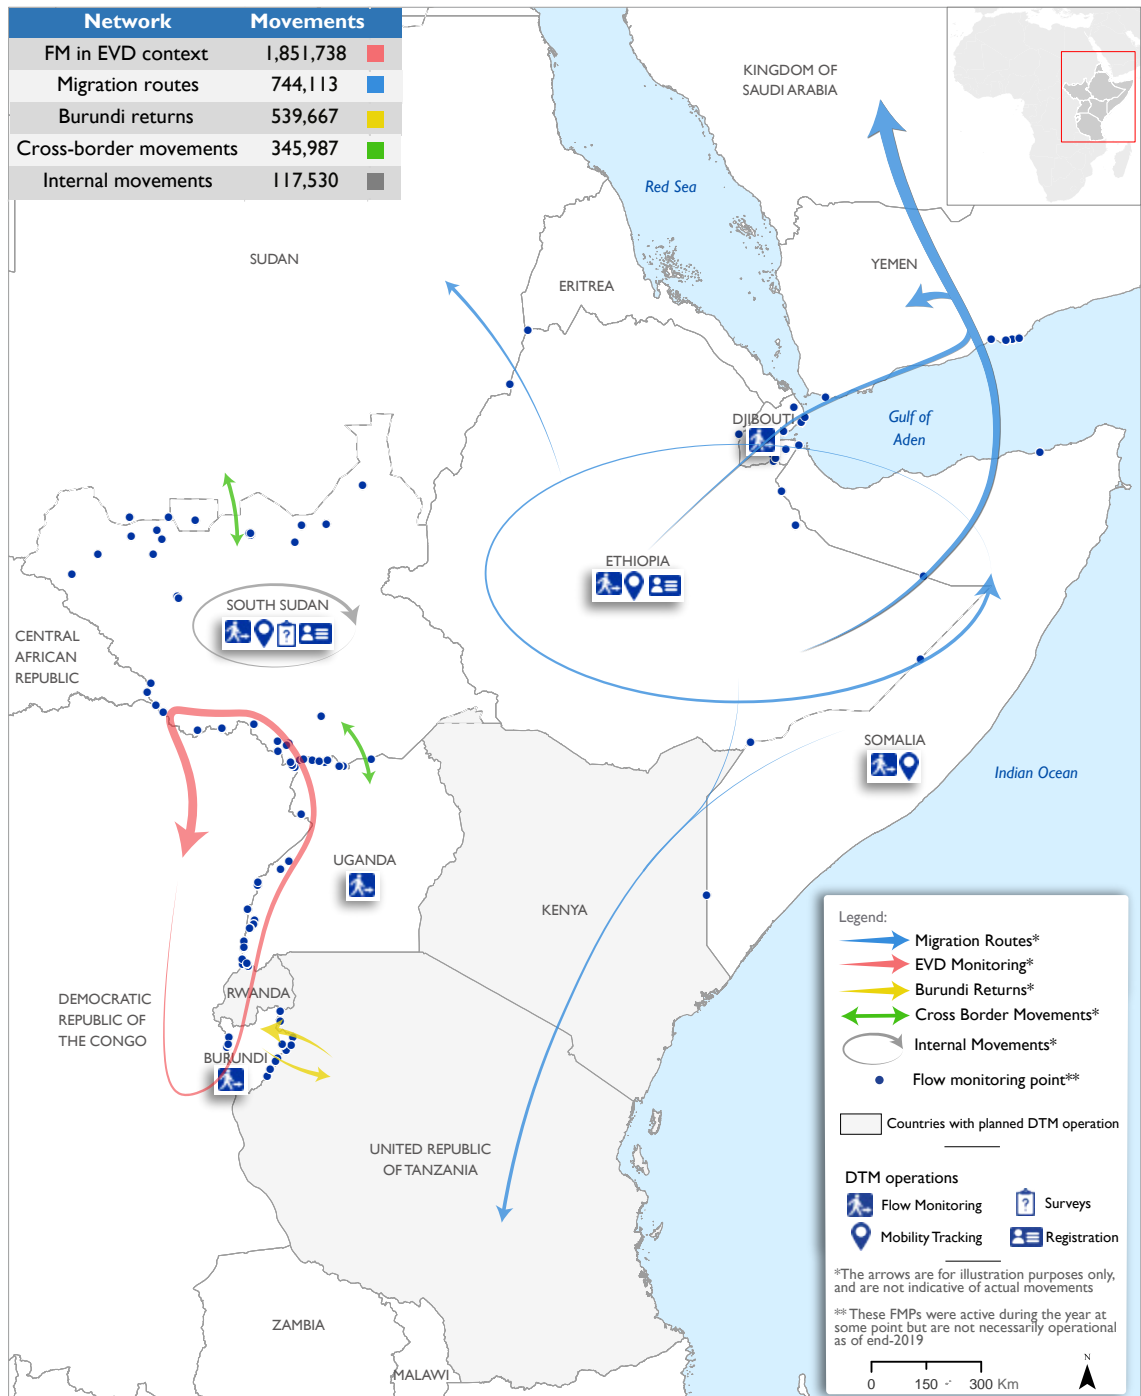 Network Movements
FM in EVD context 1,851,738
Migration routes 744,113
Burundi returns 539,667
Cross-border movements 345,987
Internal movements 117,530
KINGDOM OF
SAUDI ARABIA
Red Sea
SUDAN
YEMEN
ERITREA
DJIBOUTI
Gulf of
Aden
ETHIOPIA
SOUTH SUDAN
CENTRAL
AFRICAN
REPUBLIC
SOMALIA
Indian Ocean
UGANDA
KENYA
RWANDA
DEMOCRATIC
REPUBLIC OF
THE CONGO
BURUNDI
UNITED REPUBLIC
OF TANZANIA
ZAMBIA
MALAWI
Legend:
Migration Routes*
EVD Monitoring*
Burundi Returns*
Cross Border Movements*
Internal Movements*
Flow monitoring point**
Countries with planned DTM operation
DTM operations
Flow Monitoring
Surveys
Mobility Tracking
Registration
*The arrows are for illustration purposes only,
and are not indicative of actual movements
** These FMPs were active during the year at
some point but are not necessarily operational
as of end-2019
N
0 150 300 Km